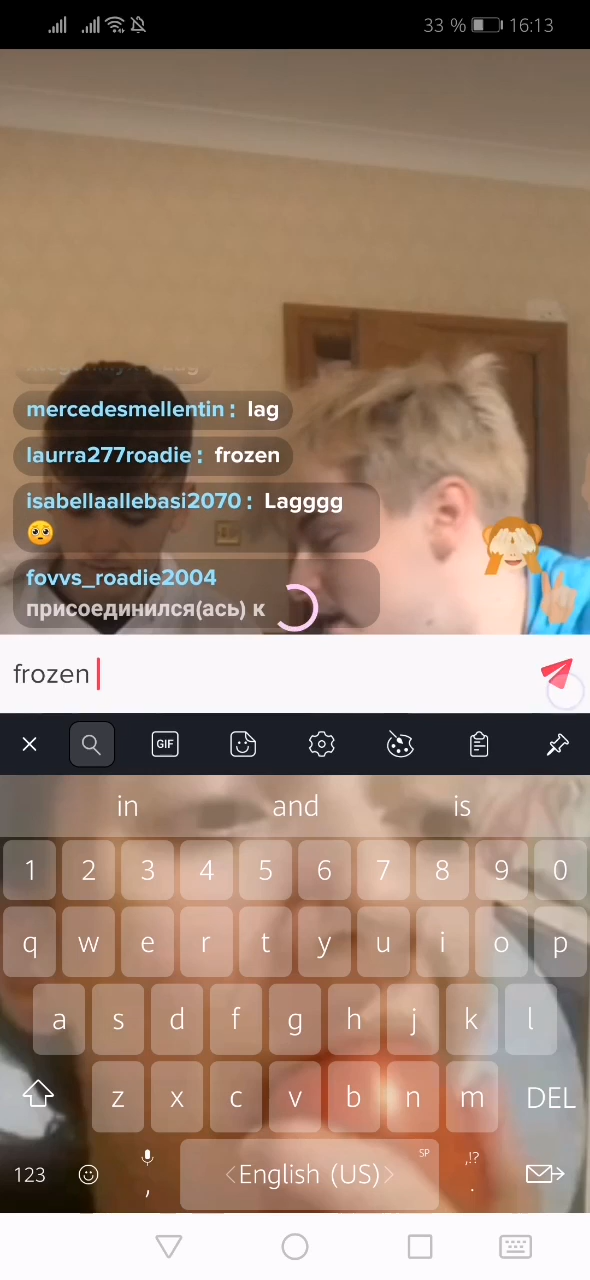 33 % 16:13
mercedesmellentin : lag
laurra277roadie : frozen
isabellaallebasi2070 : Lagggg
🥺
fovvs_roadie2004
присоединился(ась) к
frozen
GIF
in and is
1 2 3 4 5 6 7 8 9 0
q w e r t y u i o p
a s d f g h j k l
z x c v b n m DEL
SP ,!?
123 , English (US) .